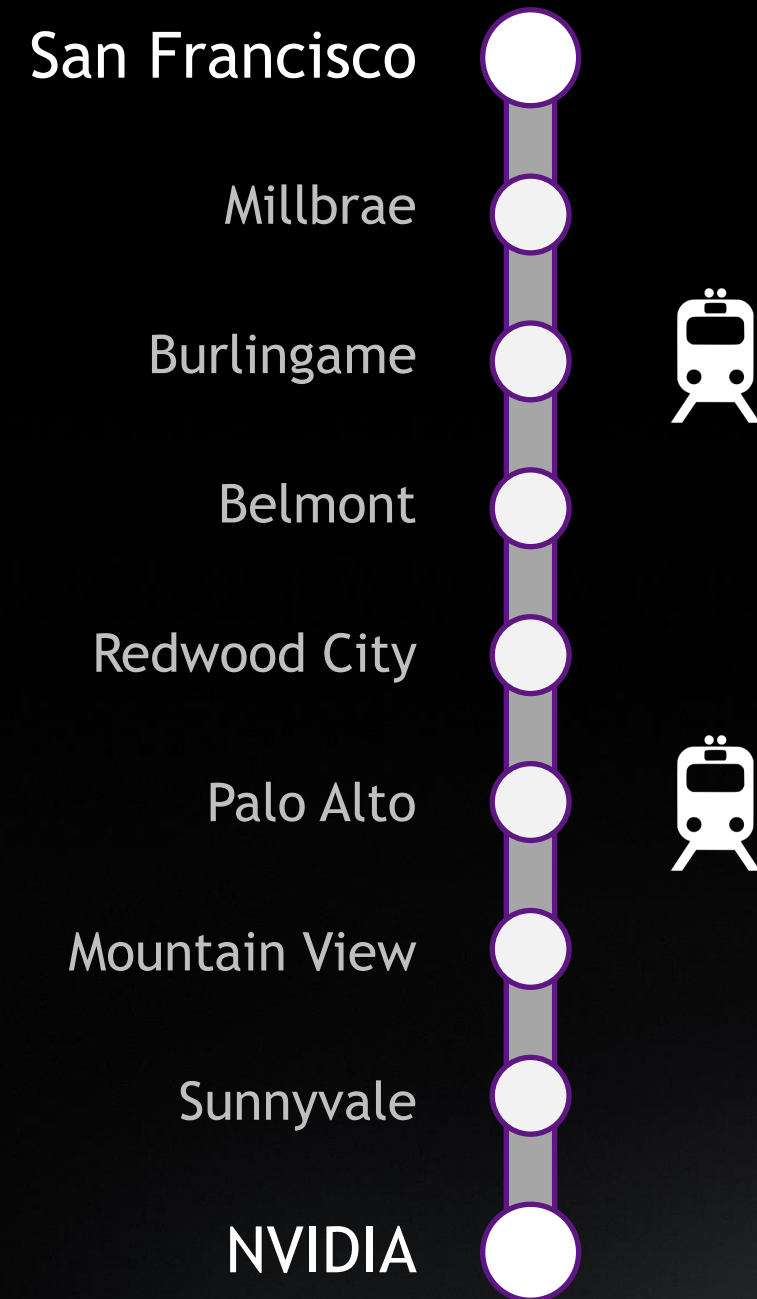 San Francisco
Millbrae
Burlingame
Belmont
Redwood City
Palo Alto
Mountain View
Sunnyvale
NVIDIA